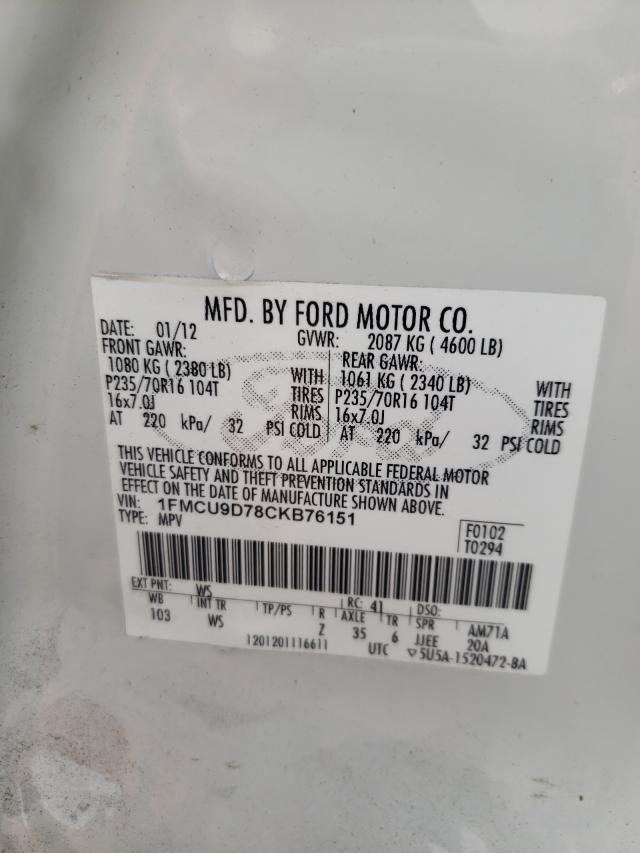 MFD. BY FORD MOTOR CO.
DATE: 01/12 GVWR: 2087 KG ( 4600 LB)
FRONT GAWR: REAR GAWR:
1080 KG ( 2380 LB) WITH 1061 KG ( 2340 LB) WITH
P235/70R16 104T TIRES P235/70R16 104T TIRES
16x7.0J RIMS 16x7.0J RIMS
AT 220 kPa/ 32 PSI COLD AT 220 kPa/ 32 PSI COLD
THIS VEHICLE CONFORMS TO ALL APPLICABLE FEDERAL MOTOR
VEHICLE SAFETY AND THEFT PREVENTION STANDARDS IN
EFFECT ON THE DATE OF MANUFACTURE SHOWN ABOVE.
VIN: 1FMCU9D78CKB76151
TYPE: MPV
F0102
T0294
EXT PNT: WS RC: 41 DSO:
WB INT TR TP/PS R AXLE TR SPR AM71A
103 WS Z 35 6 JJEE 20A
1201201116611 UTC ▽5U5A-1520472-BA